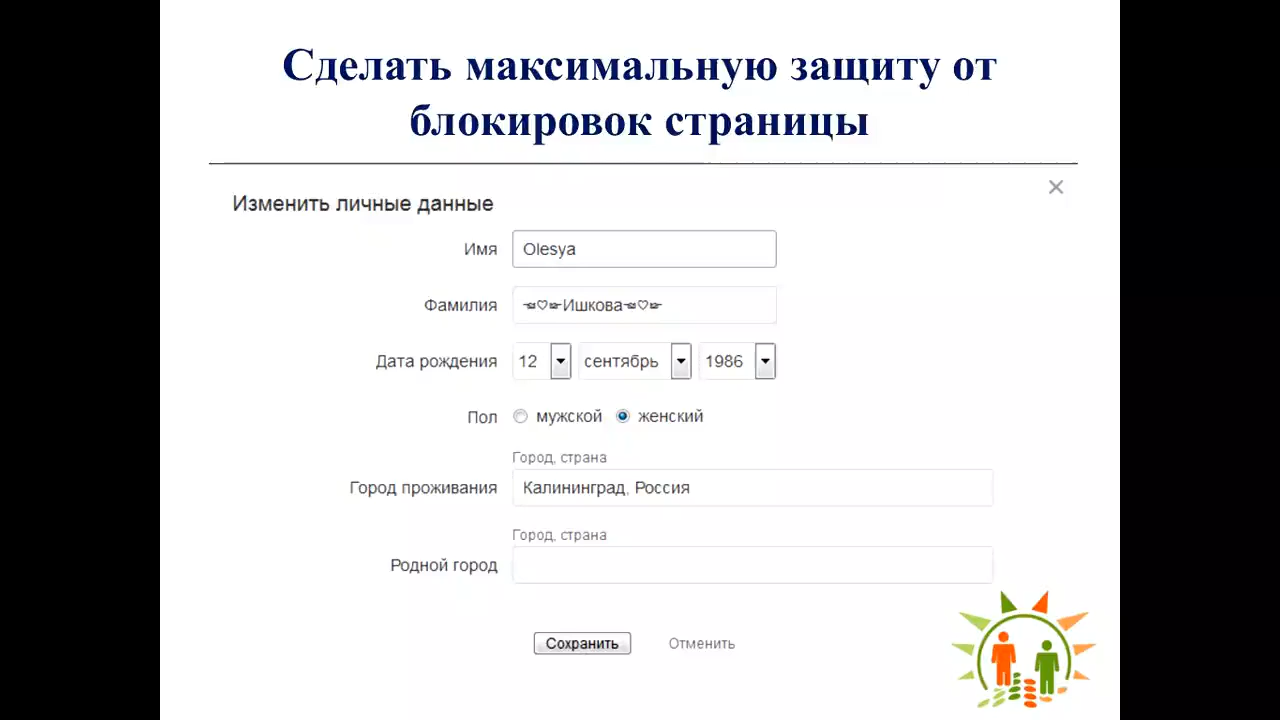 Сделать максимальную защиту от
блокировок страницы
Изменить личные данные
Имя Olesya
Фамилия ☜♡☞Ишкова☜♡☞
Дата рождения 12 сентябрь 1986
Пол мужской женский
Город, страна
Город проживания Калининград, Россия
Город, страна
Родной город
Сохранить Отменить